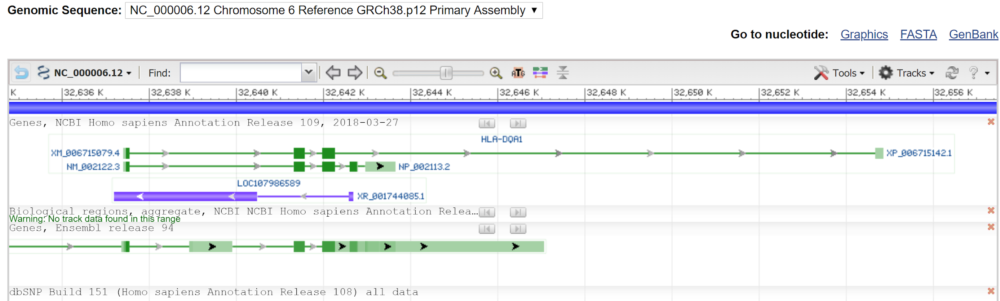 Genomic Sequence: NC_000006.12 Chromosome 6 Reference GRCh38.p12 Primary Assembly
Go to nucleotide: Graphics FASTA GenBank
NC_000006.12 Find: ATG Tools Tracks ?
K 32,636 K 32,638 K 32,640 K 32,642 K 32,644 K 32,646 K 32,648 K 32,650 K 32,652 K 32,654 K 32,656 K
Genes, NCBI Homo sapiens Annotation Release 109, 2018-03-27
HLA-DQA1
XM_006715079.4 XP_006715142.1
NM_002122.3 NP_002113.2
LOC107986589
XR_001744085.1
Biological regions, aggregate, NCBI NCBI Homo sapiens Annotation Relea...
Warning: No track data found in this range
Genes, Ensembl release 94
dbSNP Build 151 (Homo sapiens Annotation Release 108) all data